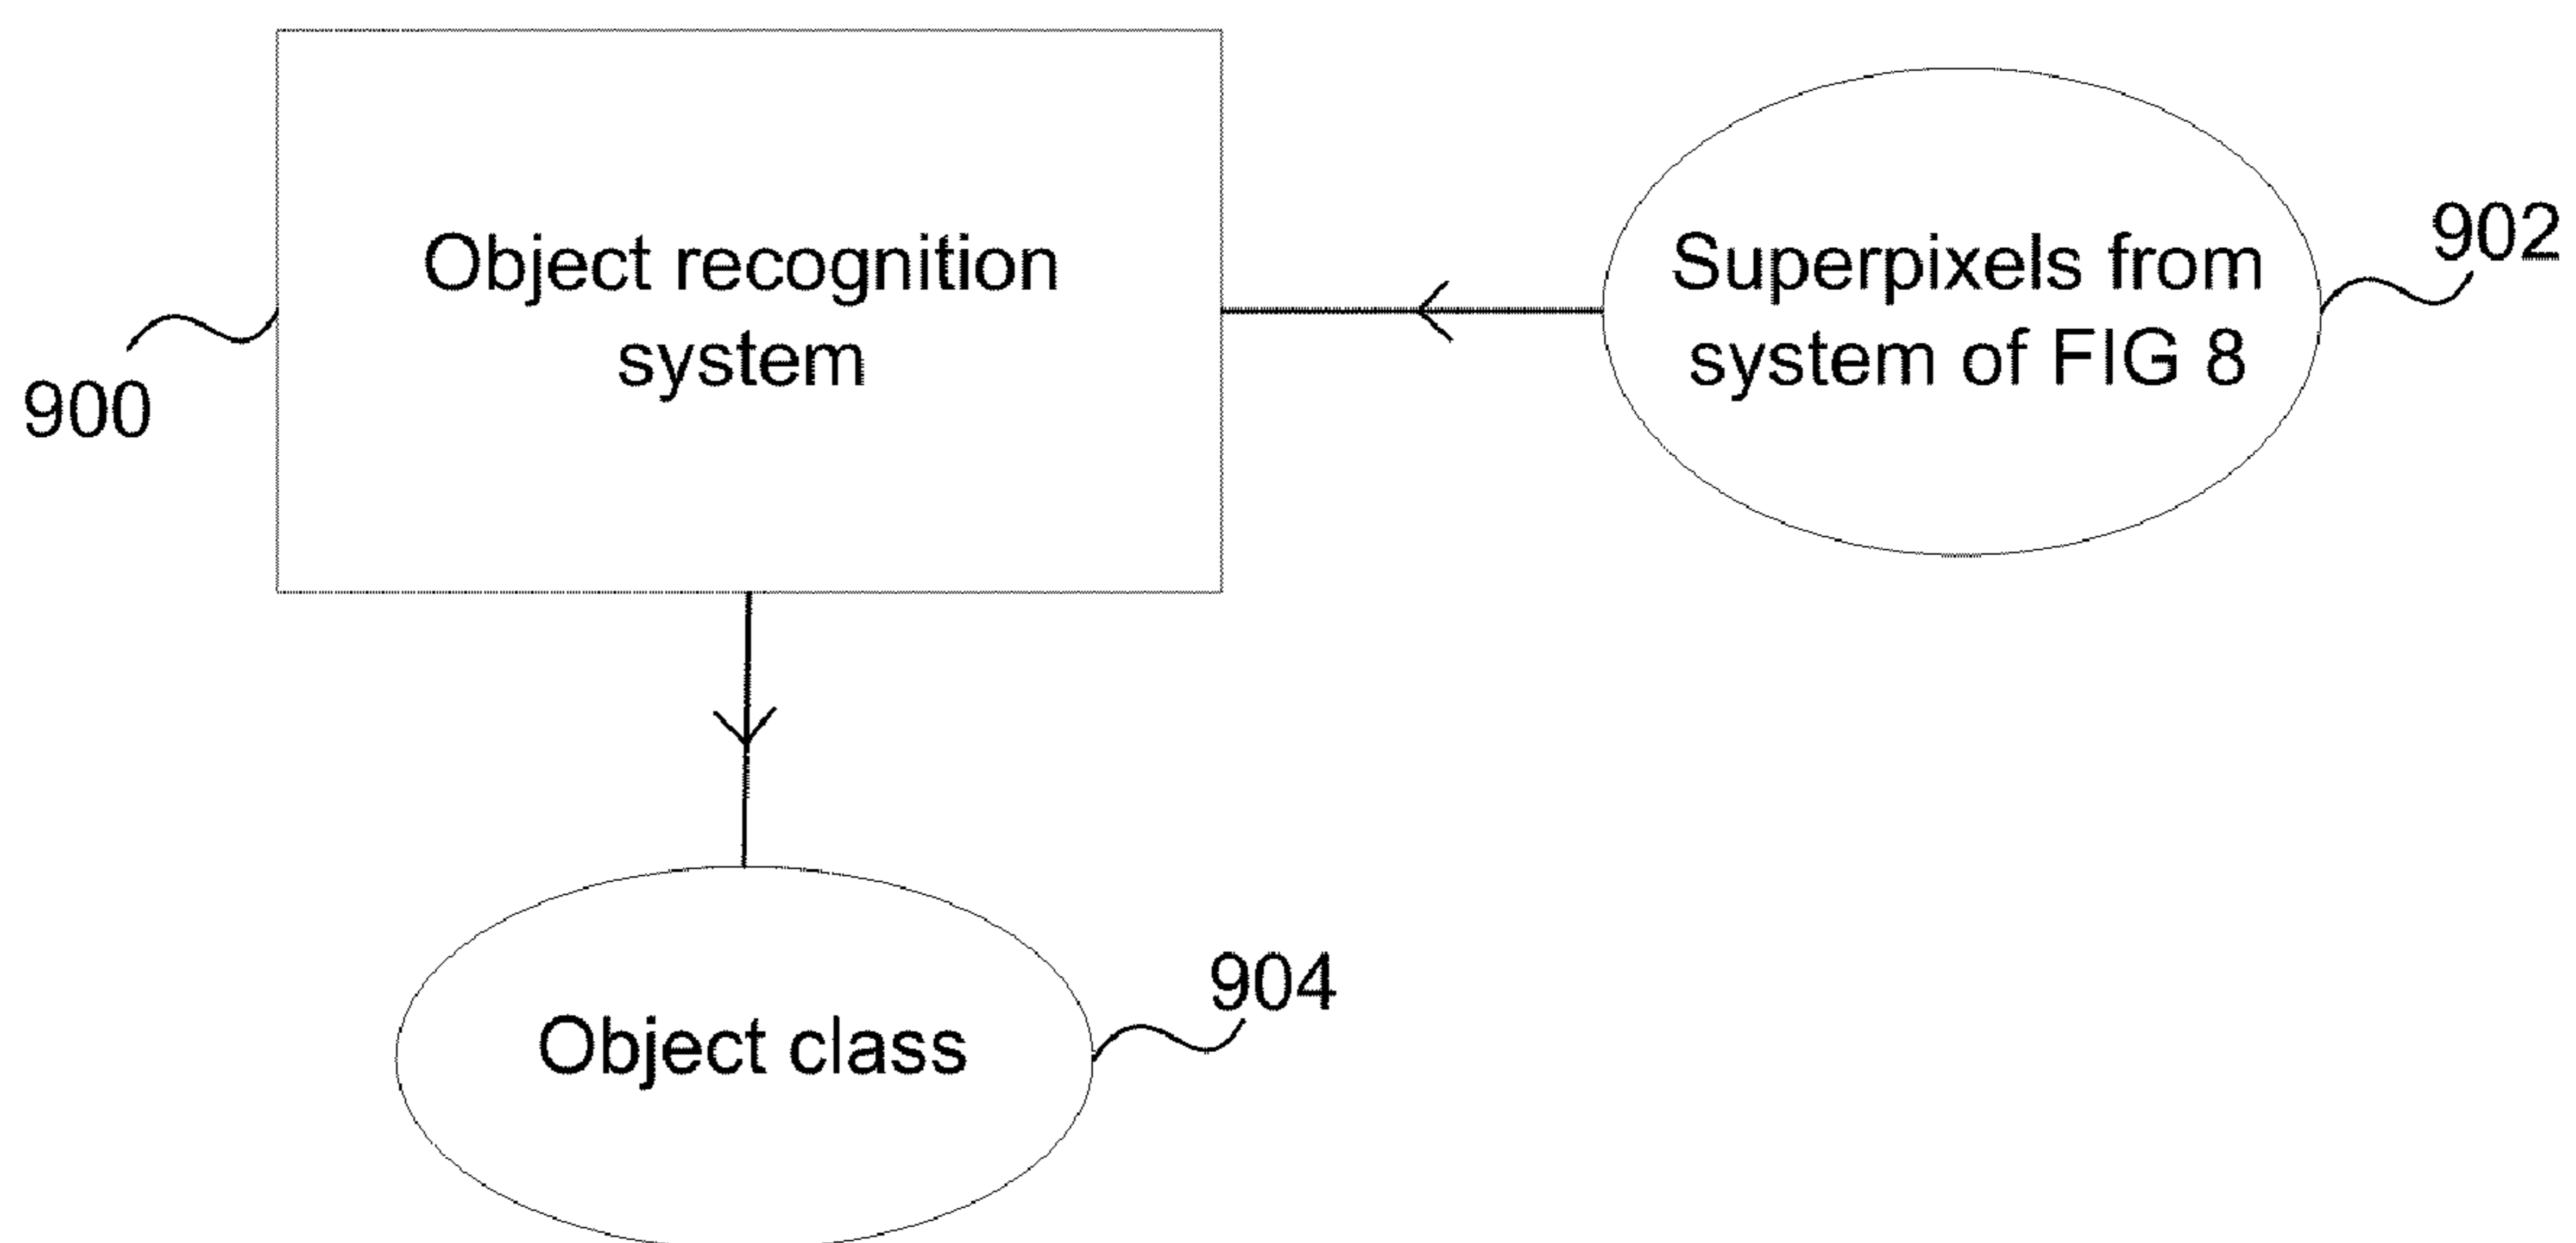 Object recognition
system
Superpixels from
system of FIG 8
902
900
904
Object class